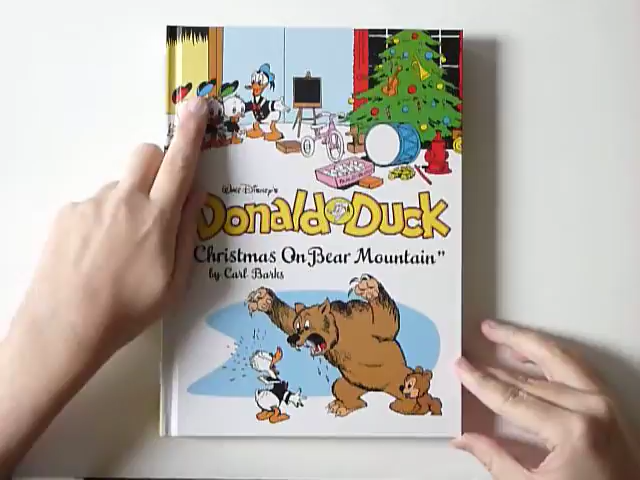 Walt Disney's
Donald Duck
Christmas On Bear Mountain"
by Carl Barks